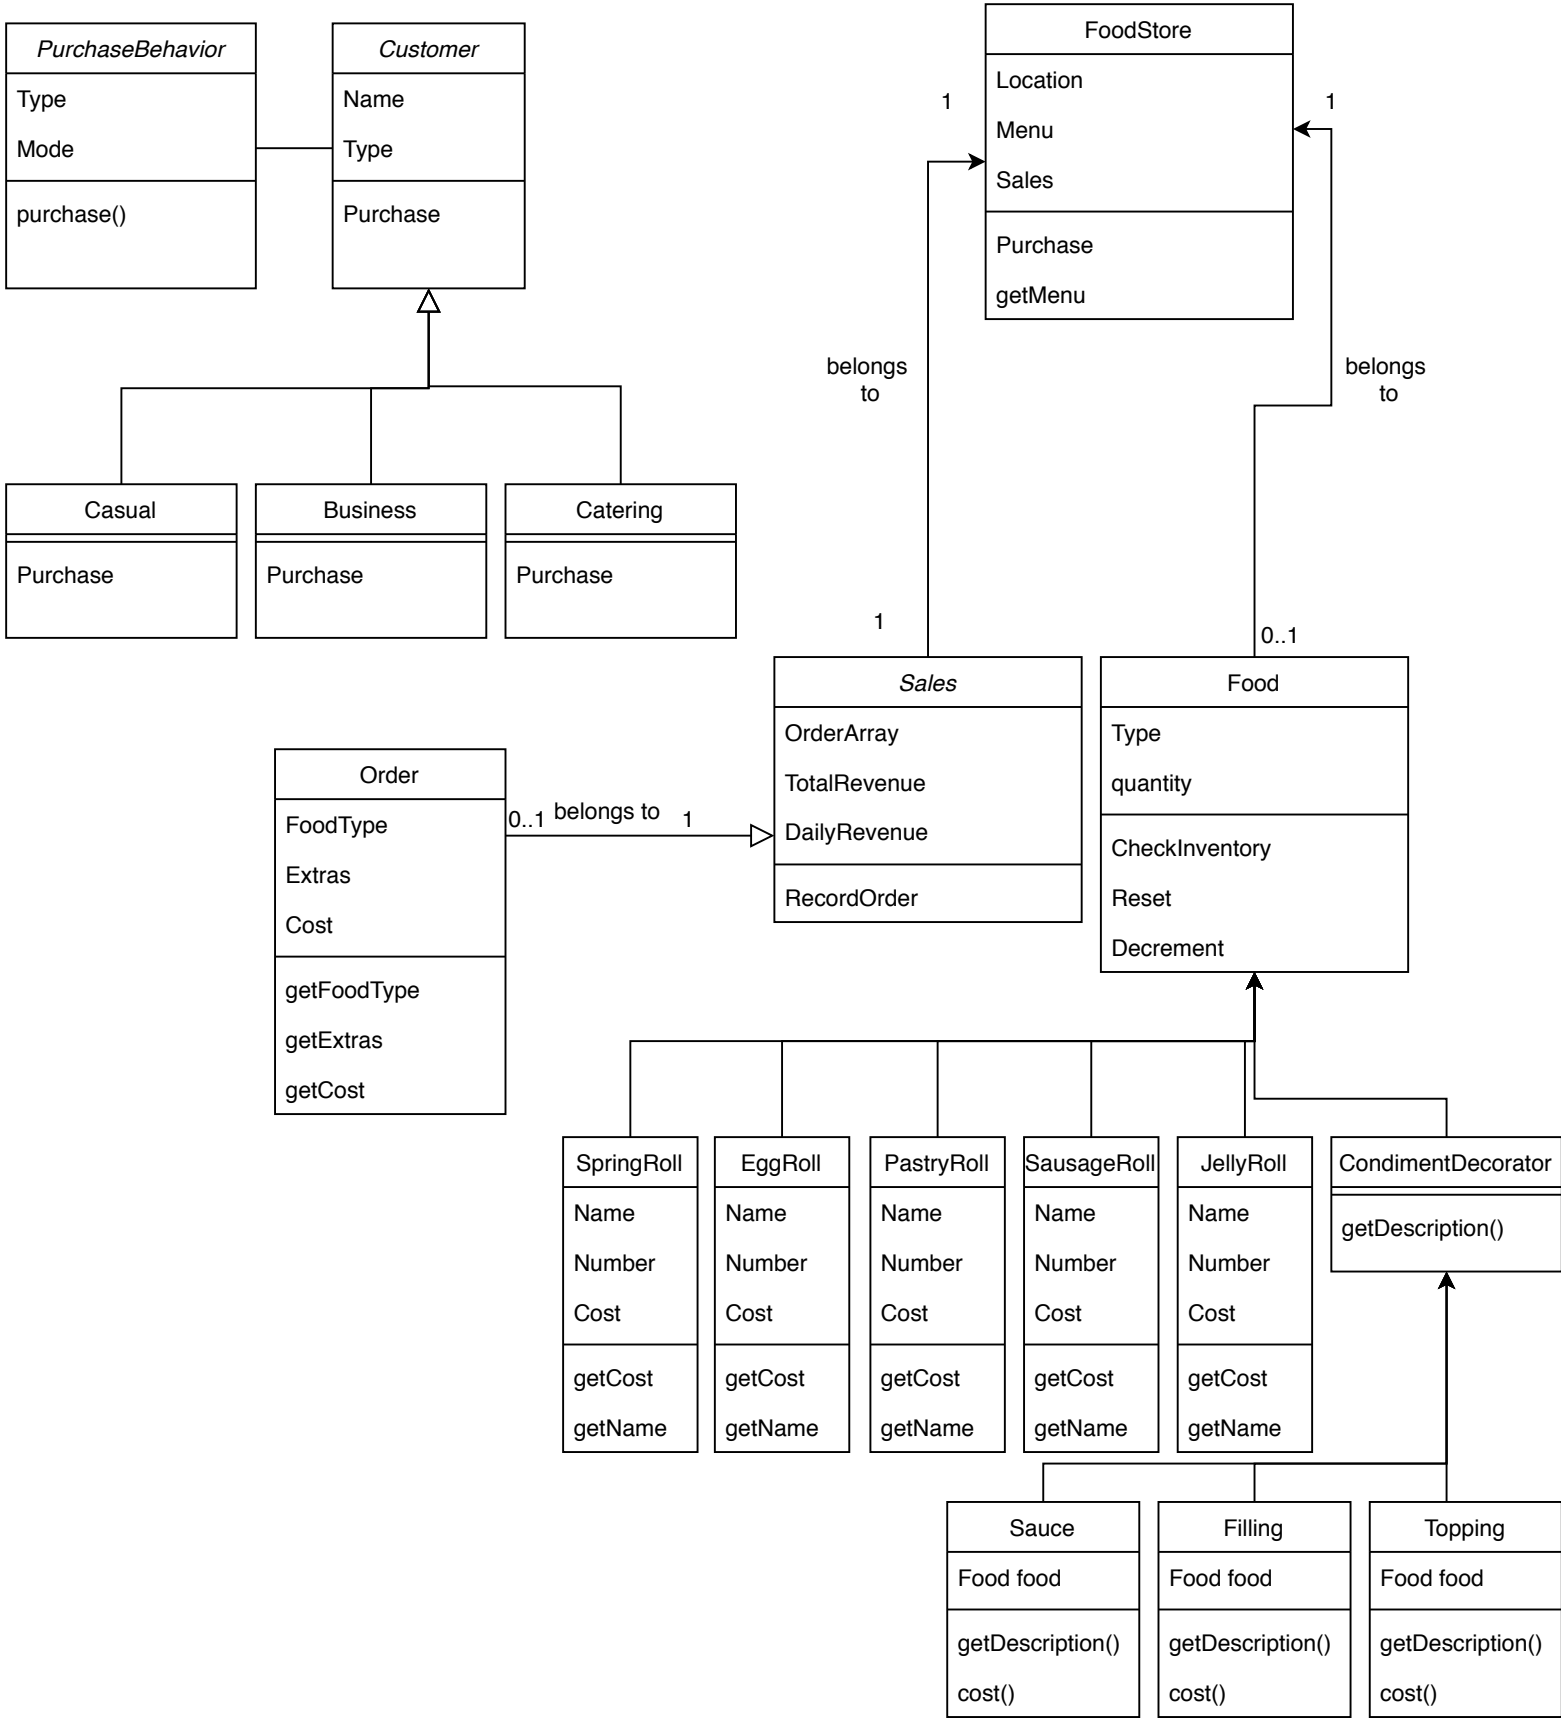 PurchaseBehavior
Type
Mode
purchase()
Customer
Name
Type
Purchase
FoodStore
Location
Menu
Sales
Purchase
getMenu
1
1
belongs
to
belongs
to
Casual
Purchase
Business
Purchase
Catering
Purchase
1
0..1
Sales
OrderArray
TotalRevenue
DailyRevenue
RecordOrder
Food
Type
quantity
CheckInventory
Reset
Decrement
Order
FoodType
Extras
Cost
getFoodType
getExtras
getCost
0..1 belongs to 1
SpringRoll
Name
Number
Cost
getCost
getName
EggRoll
Name
Number
Cost
getCost
getName
PastryRoll
Name
Number
Cost
getCost
getName
SausageRoll
Name
Number
Cost
getCost
getName
JellyRoll
Name
Number
Cost
getCost
getName
CondimentDecorator
getDescription()
Sauce
Food food
getDescription()
cost()
Filling
Food food
getDescription()
cost()
Topping
Food food
getDescription()
cost()